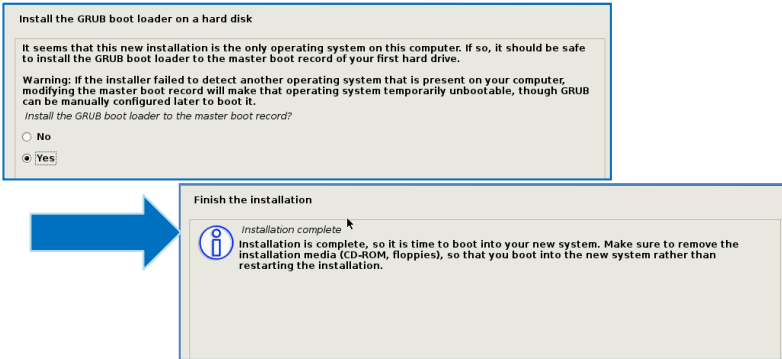 Install the GRUB boot loader on a hard disk
It seems that this new installation is the only operating system on this computer. If so, it should be safe
to install the GRUB boot loader to the master boot record of your first hard drive.
Warning: If the installer failed to detect another operating system that is present on your computer,
modifying the master boot record will make that operating system temporarily unbootable, though GRUB
can be manually configured later to boot it.
Install the GRUB boot loader to the master boot record?
No
Yes
Finish the installation
Installation complete
Installation is complete, so it is time to boot into your new system. Make sure to remove the
installation media (CD-ROM, floppies), so that you boot into the new system rather than
restarting the installation.